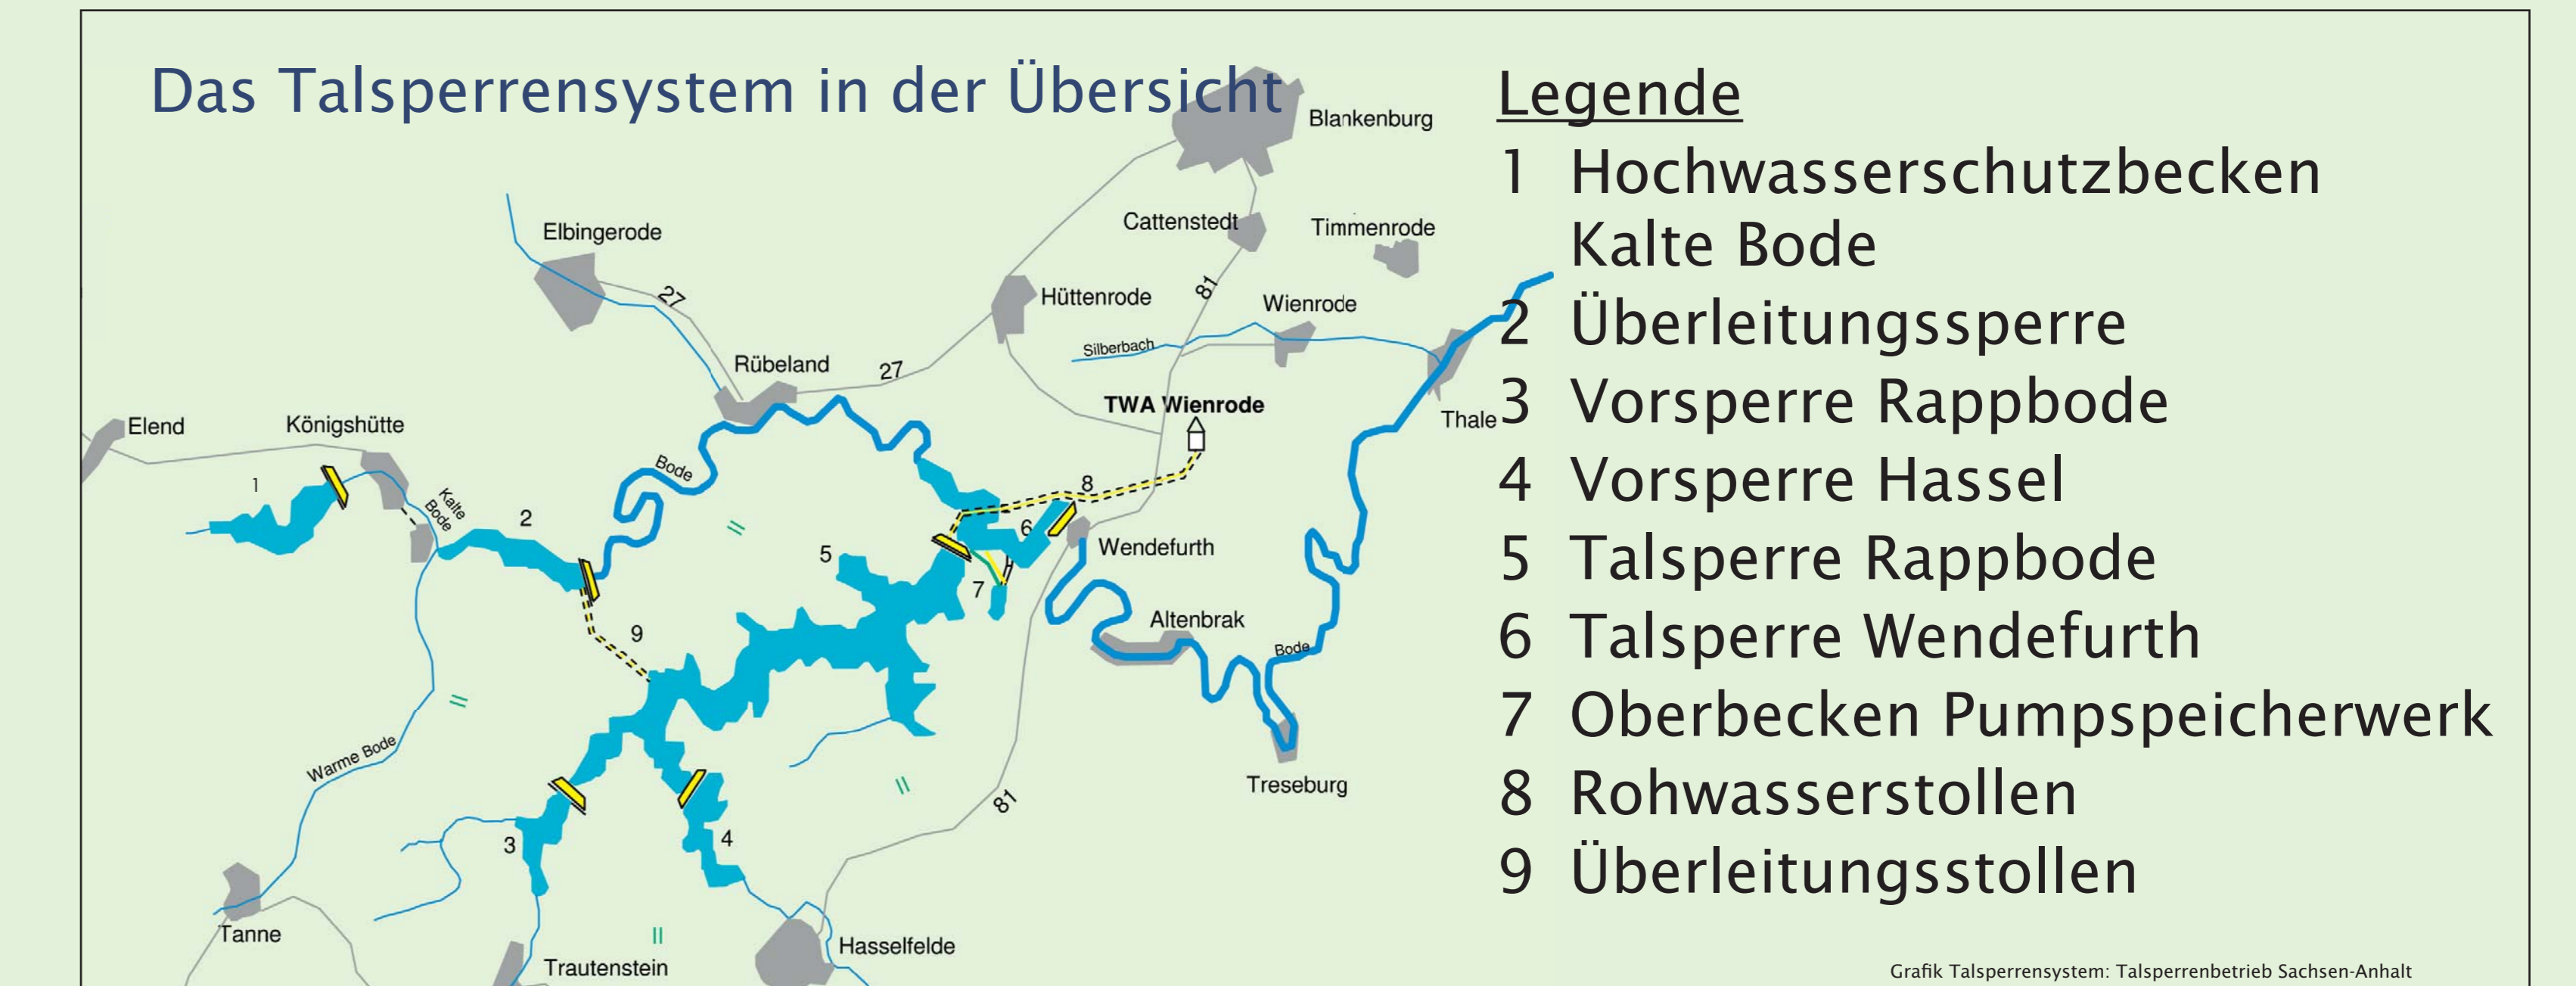 Das Talsperrensystem in der Übersicht
Blankenburg
Cattenstedt
Timmenrode
Elbingerode
27
Hüttenrode
81
Wienrode
Silberbach
Rübeland
27
TWA Wienrode
Thale
Elend
Königshütte
1
Kalte
Bode
2
Bode
8
6
5
7
Wendefurth
9
Altenbrak
Bode
Warme Bode
Treseburg
81
3
4
Tanne
Trautenstein
Hasselfelde
Legende
1 Hochwasserschutzbecken
Kalte Bode
2 Überleitungssperre
3 Vorsperre Rappbode
4 Vorsperre Hassel
5 Talsperre Rappbode
6 Talsperre Wendefurth
7 Oberbecken Pumpspeicherwerk
8 Rohwasserstollen
9 Überleitungsstollen
Grafik Talsperrensystem: Talsperrenbetrieb Sachsen-Anhalt